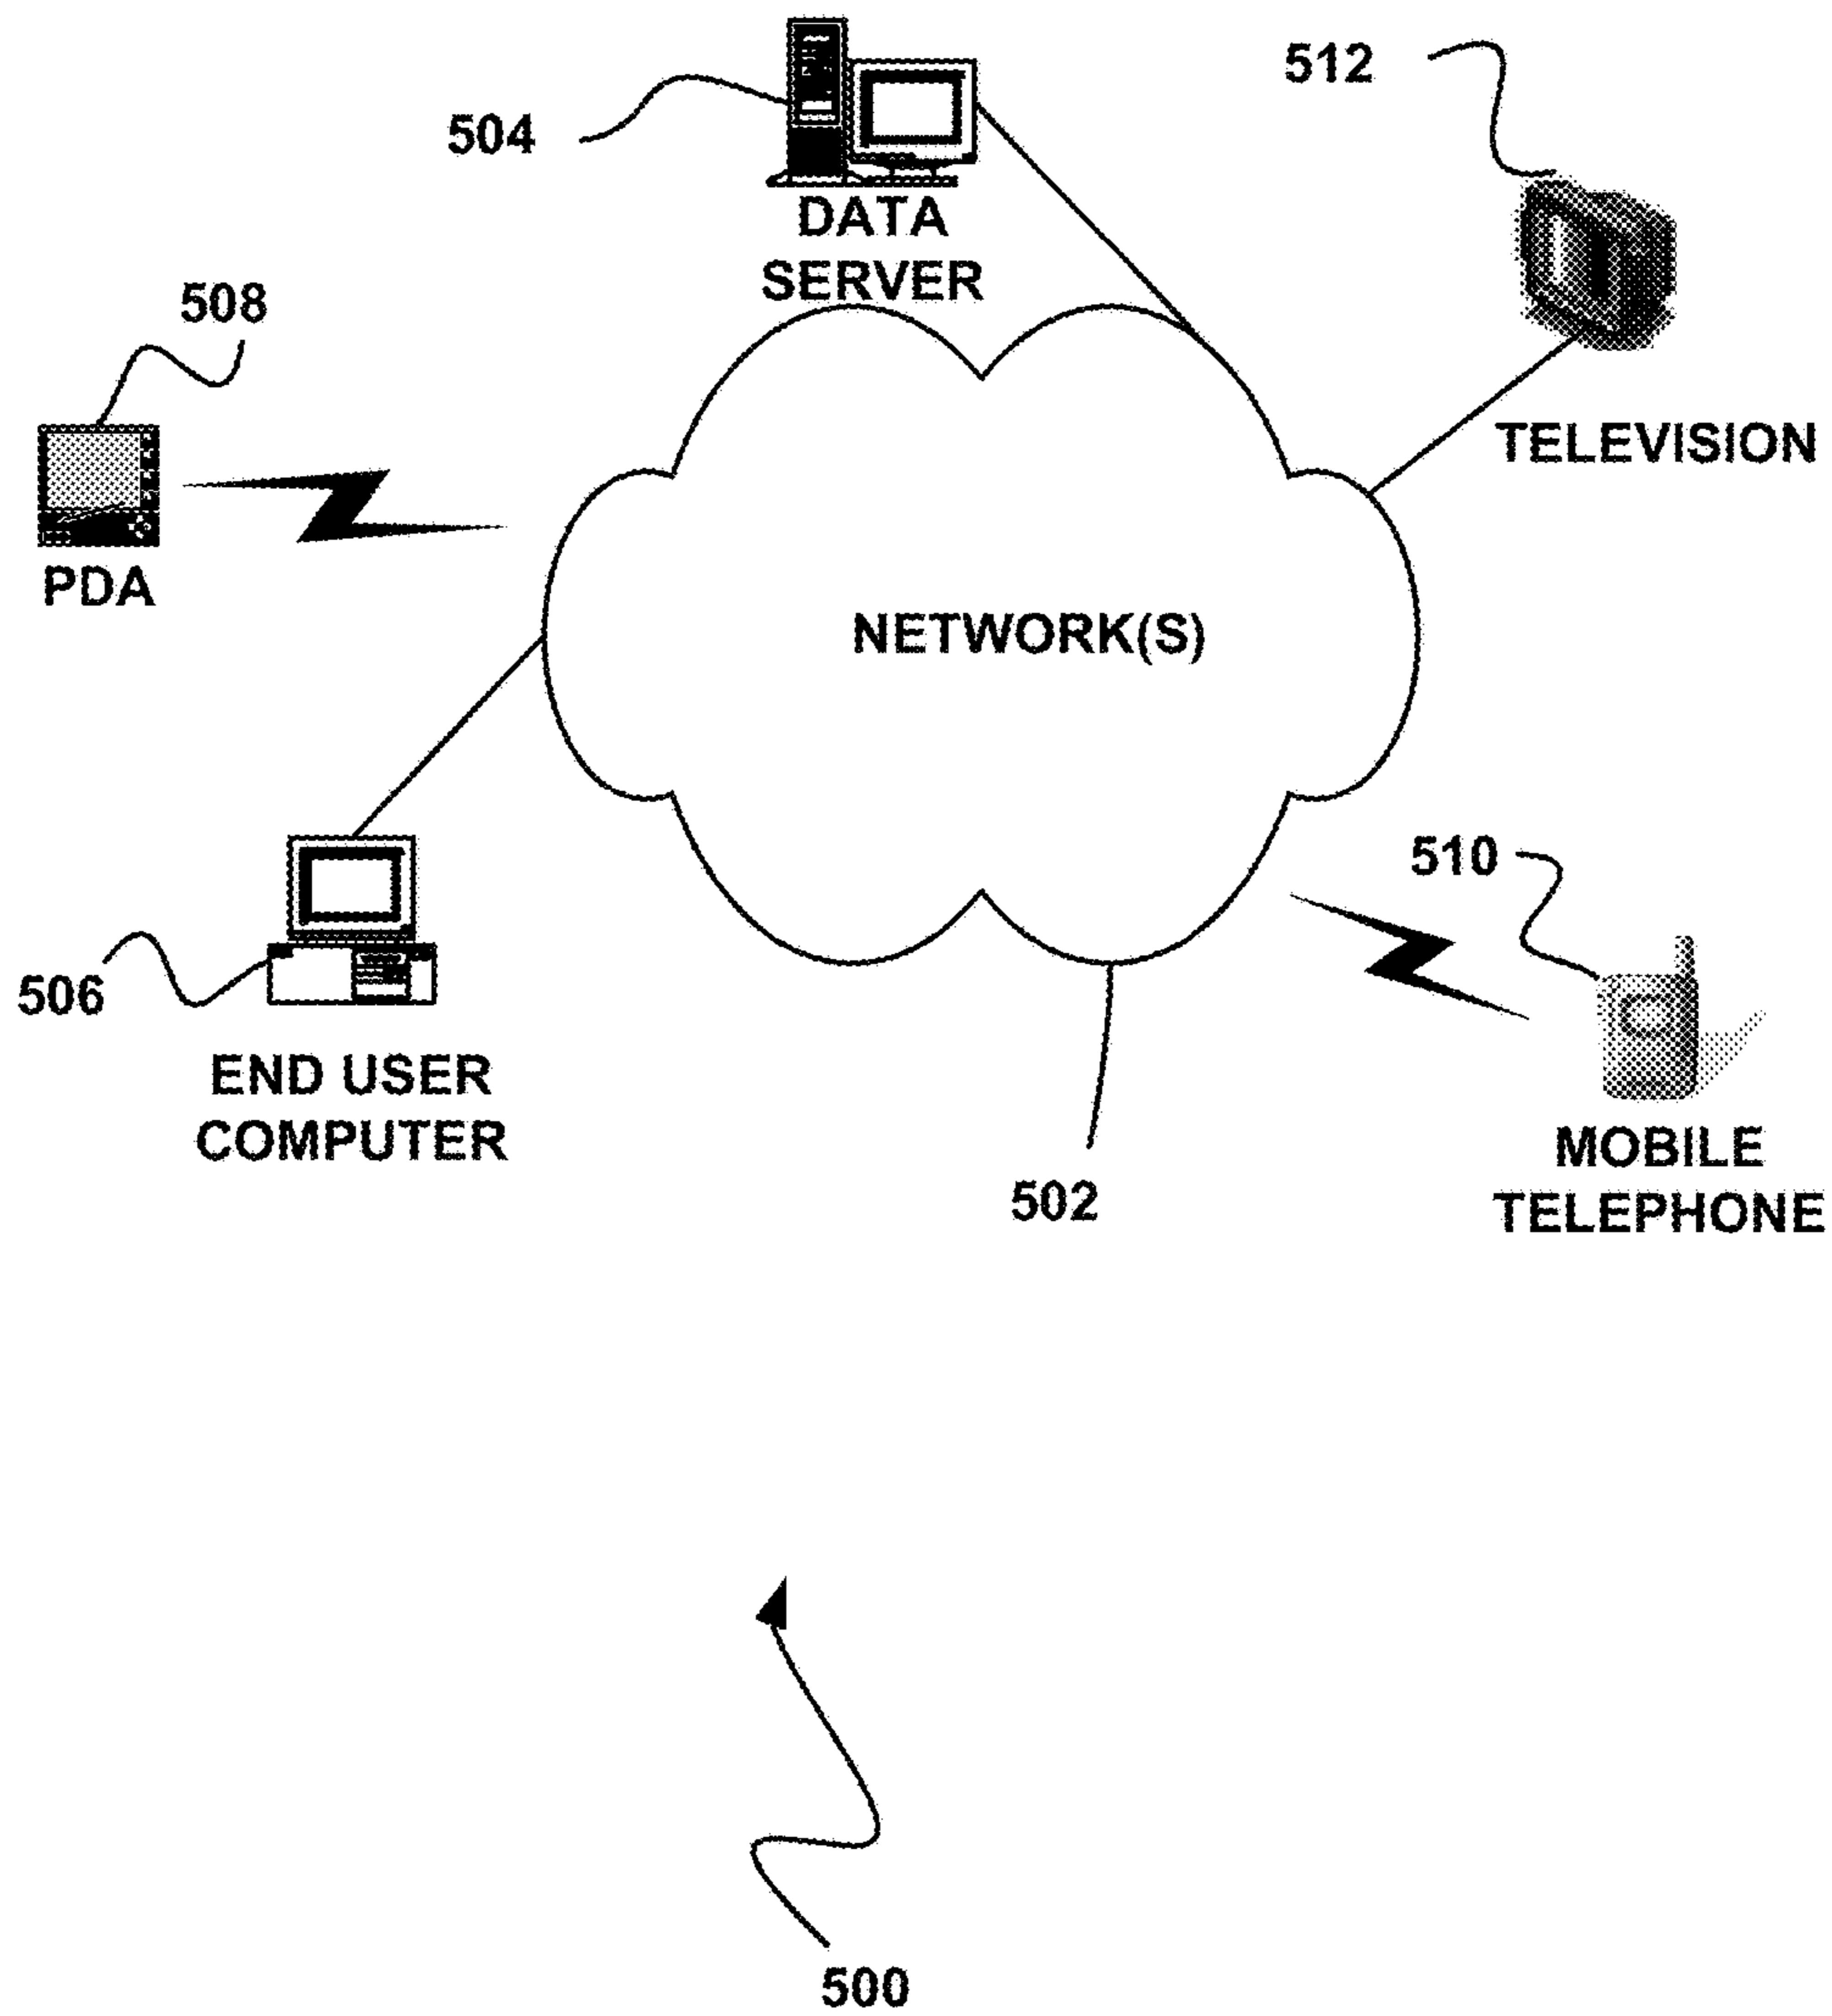 512
504
DATA
SERVER
508
TELEVISION
PDA
NETWORK(S)
510
506
END USER
COMPUTER
MOBILE
TELEPHONE
502
500